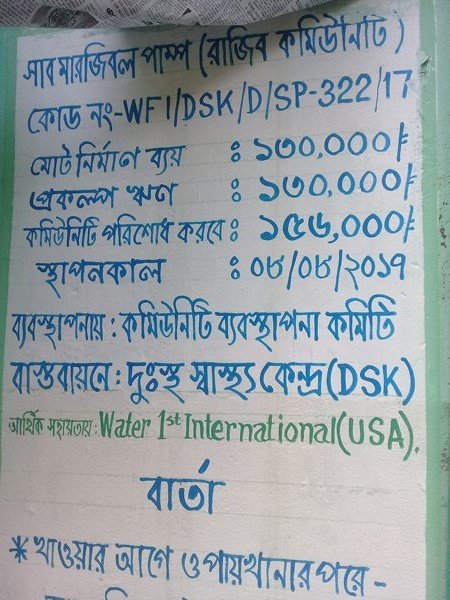 সাব মারজিবল পাম্প (রাজিব কমিউনিটি)
কোড নং-WFI/DSK/D/SP-322/17
মোট নির্মাণ ব্যয় : ১৩০,০০০/=
প্রকল্প ঋণ : ১৩০,০০০/=
কমিউনিটি পরিশোধ করবে : ১৫৬,০০০/=
স্থাপনকাল : ০৮/০৮/২০১৭
ব্যবস্থাপনায় : কমিউনিটি ব্যবস্থাপনা কমিটি
বাস্তবায়নে : দুঃস্থ স্বাস্থ্য কেন্দ্র (DSK)
আর্থিক সহায়তায় : Water 1st International (USA).
বার্তা
* খাওয়ার আগে ও পায়খানার পরে -